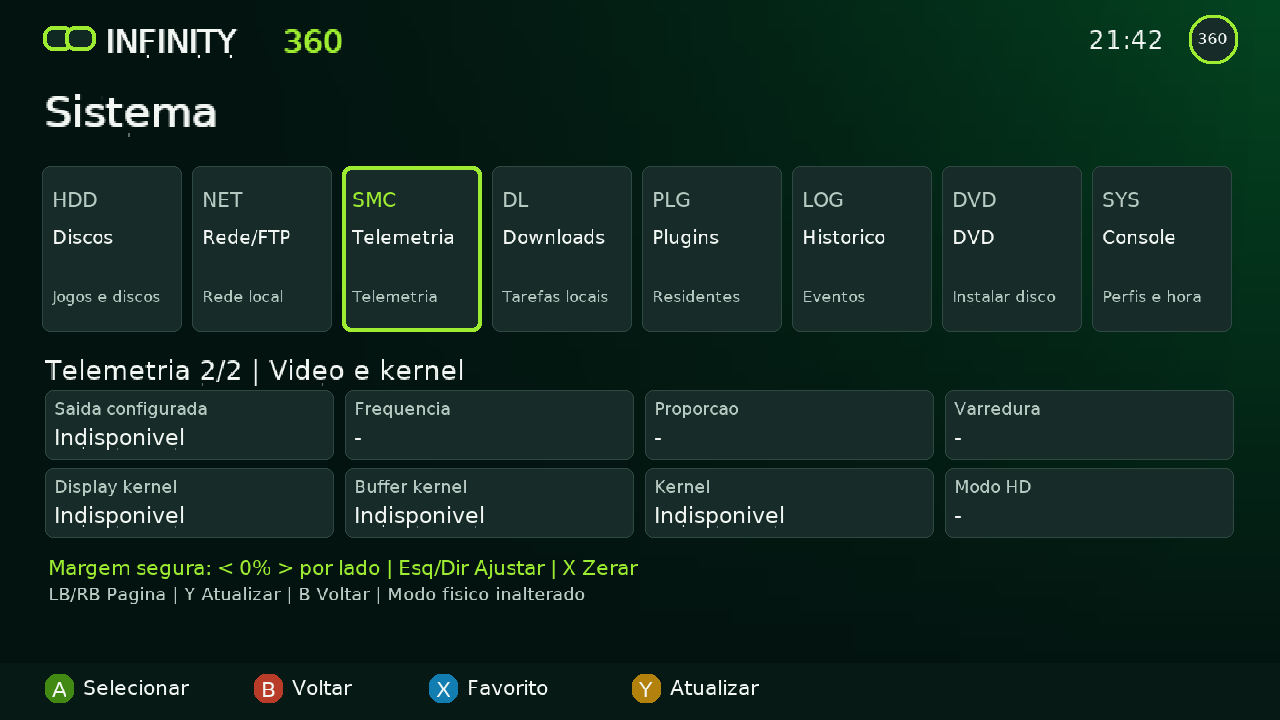 INFINITY 360
21:42
360
Sistema
HDD
Discos
Jogos e discos
NET
Rede/FTP
Rede local
SMC
Telemetria
Telemetria
DL
Downloads
Tarefas locais
PLG
Plugins
Residentes
LOG
Historico
Eventos
DVD
DVD
Instalar disco
SYS
Console
Perfis e hora
Telemetria 2/2 | Video e kernel
Saida configurada
Indisponivel
Frequencia
-
Proporcao
-
Varredura
-
Display kernel
Indisponivel
Buffer kernel
Indisponivel
Kernel
Indisponivel
Modo HD
-
Margem segura: < 0% > por lado | Esq/Dir Ajustar | X Zerar
LB/RB Pagina | Y Atualizar | B Voltar | Modo fisico inalterado
A Selecionar
B Voltar
X Favorito
Y Atualizar